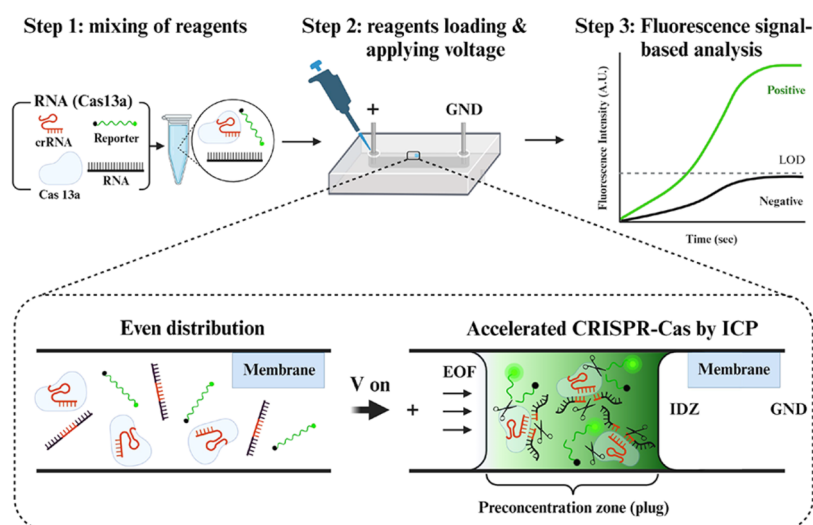 Step 1: mixing of reagents
RNA (Cas13a)
crRNA
Reporter
Cas 13a
RNA
Step 2: reagents loading &
applying voltage
+
GND
Step 3: Fluorescence signal-
based analysis
Fluorescence Intensity (A.U.)
Positive
LOD
Negative
Time (sec)
Even distribution
Membrane
V on
Accelerated CRISPR-Cas by ICP
+
EOF
Membrane
IDZ
GND
Preconcentration zone (plug)